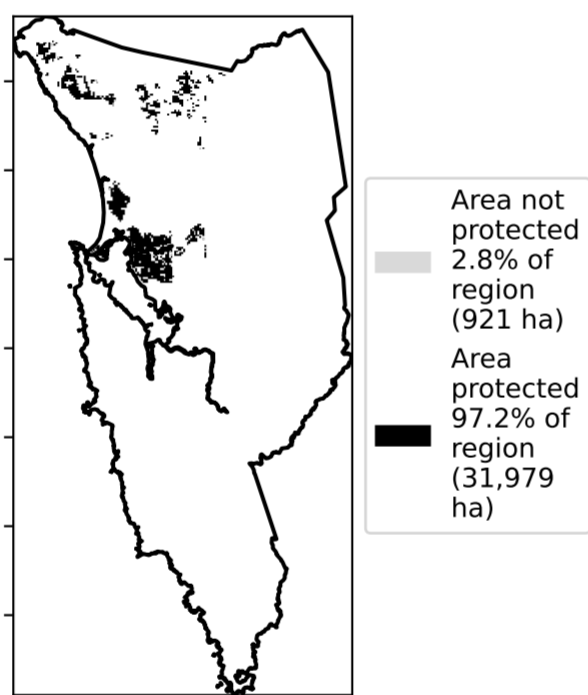 Area not
protected
2.8% of
region
(921 ha)
Area
protected
97.2% of
region
(31,979
ha)